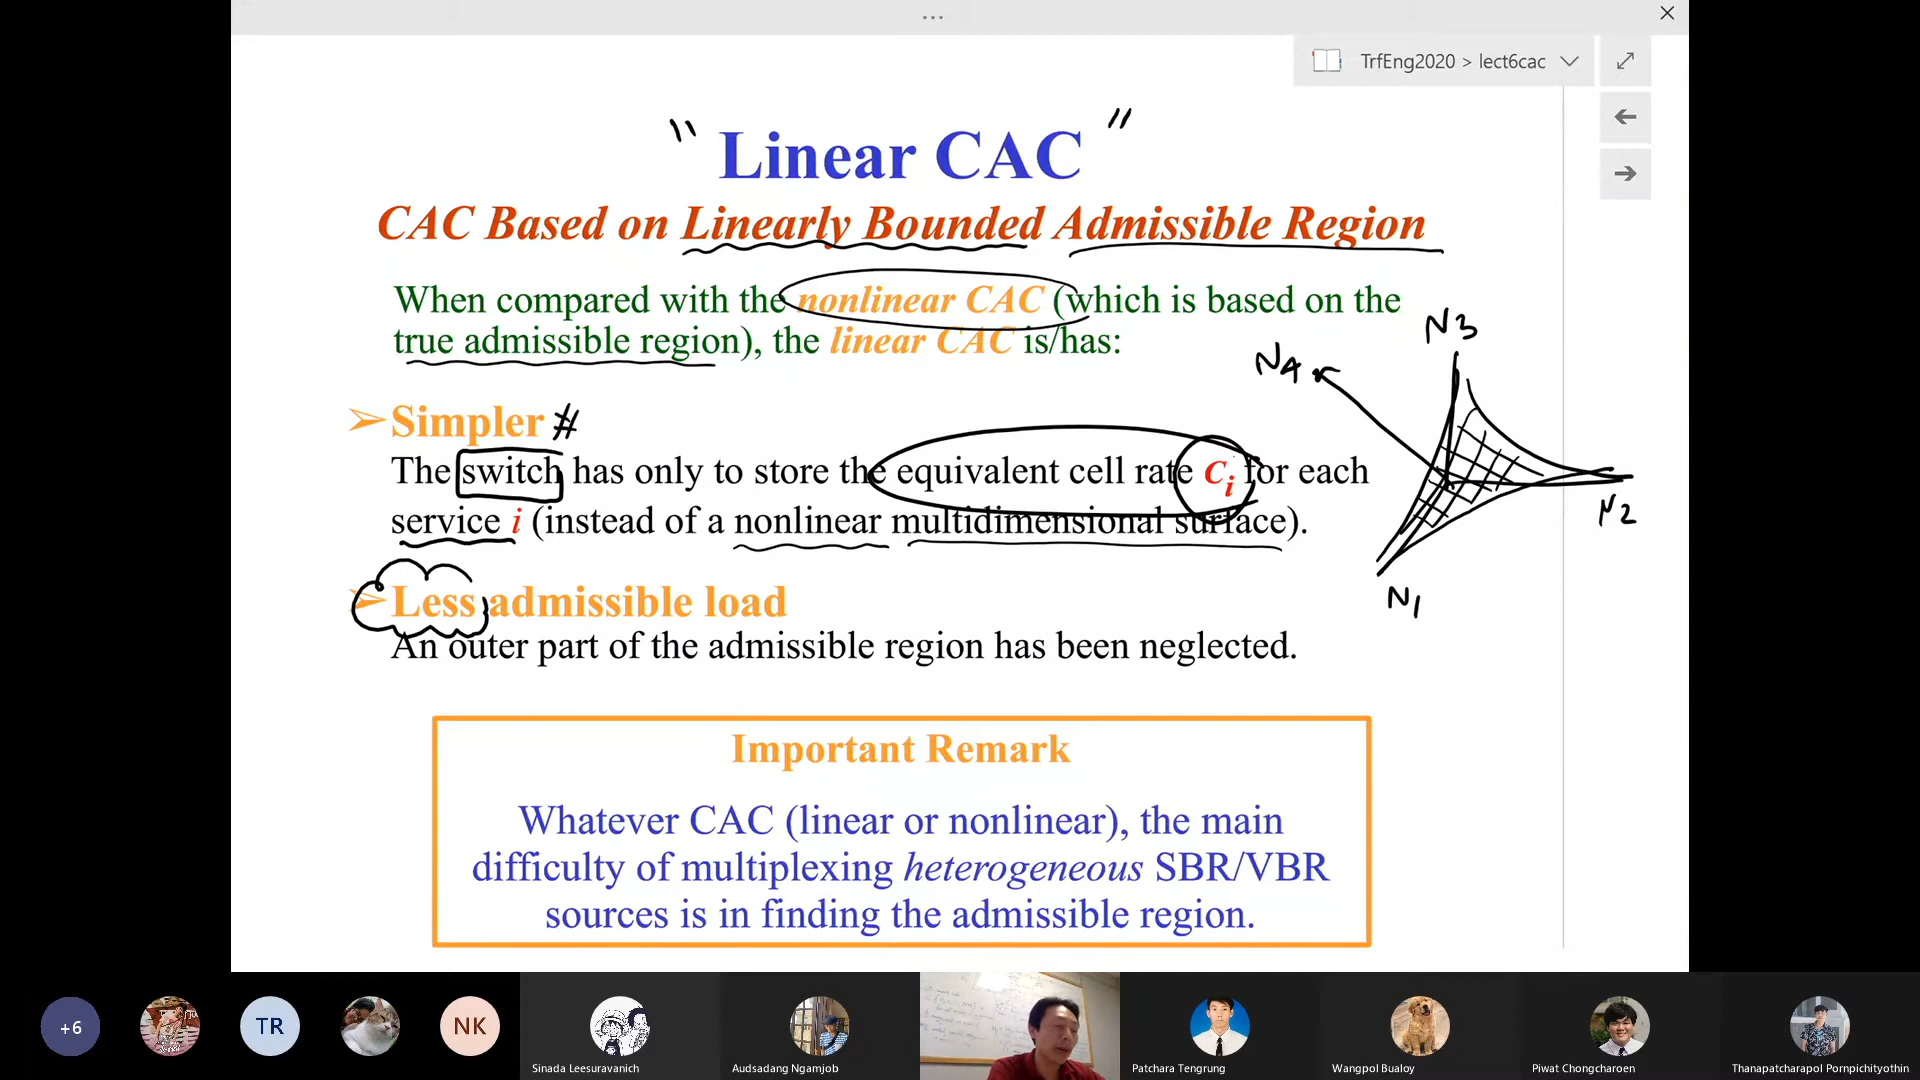 ...
TrfEng2020 > lect6cac
" Linear CAC "
CAC Based on Linearly Bounded Admissible Region
When compared with the nonlinear CAC (which is based on the
true admissible region), the linear CAC is/has:
N3
N4
➢Simpler #
The switch has only to store the equivalent cell rate Ci for each
service i (instead of a nonlinear multidimensional surface).
N2
N1
➢Less admissible load
An outer part of the admissible region has been neglected.
Important Remark
Whatever CAC (linear or nonlinear), the main
difficulty of multiplexing heterogeneous SBR/VBR
sources is in finding the admissible region.
+6
TR
NK
Sinada Leesuravanich
Audsadang Ngamjob
Patchara Tengrung
Wangpol Bualoy
Piwat Chongcharoen
Thanapatcharapol Pornpichityothin